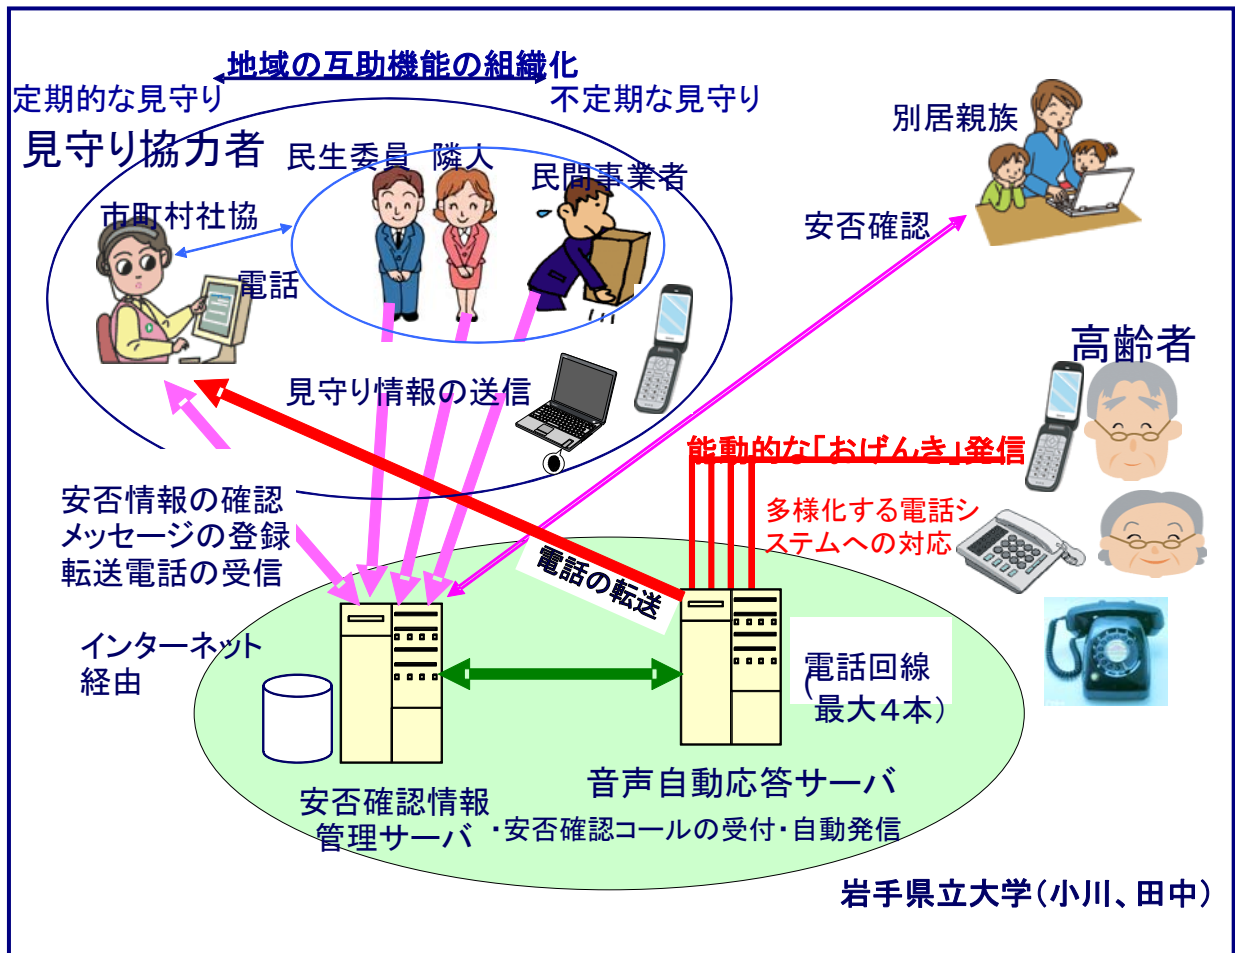 地域の互助機能の組織化
定期的な見守り
不定期な見守り
見守り協力者
民生委員
隣人
民間事業者
市町村社協
電話
別居親族
安否確認
高齢者
見守り情報の送信
能動的な「おげんき」発信
多様化する電話シ
ステムへの対応
安否情報の確認
メッセージの登録
転送電話の受信
電話の転送
インターネット
経由
電話回線
(最大4本)
音声自動応答サーバ
安否確認情報
管理サーバ
・安否確認コールの受付・自動発信
岩手県立大学(小川、田中)